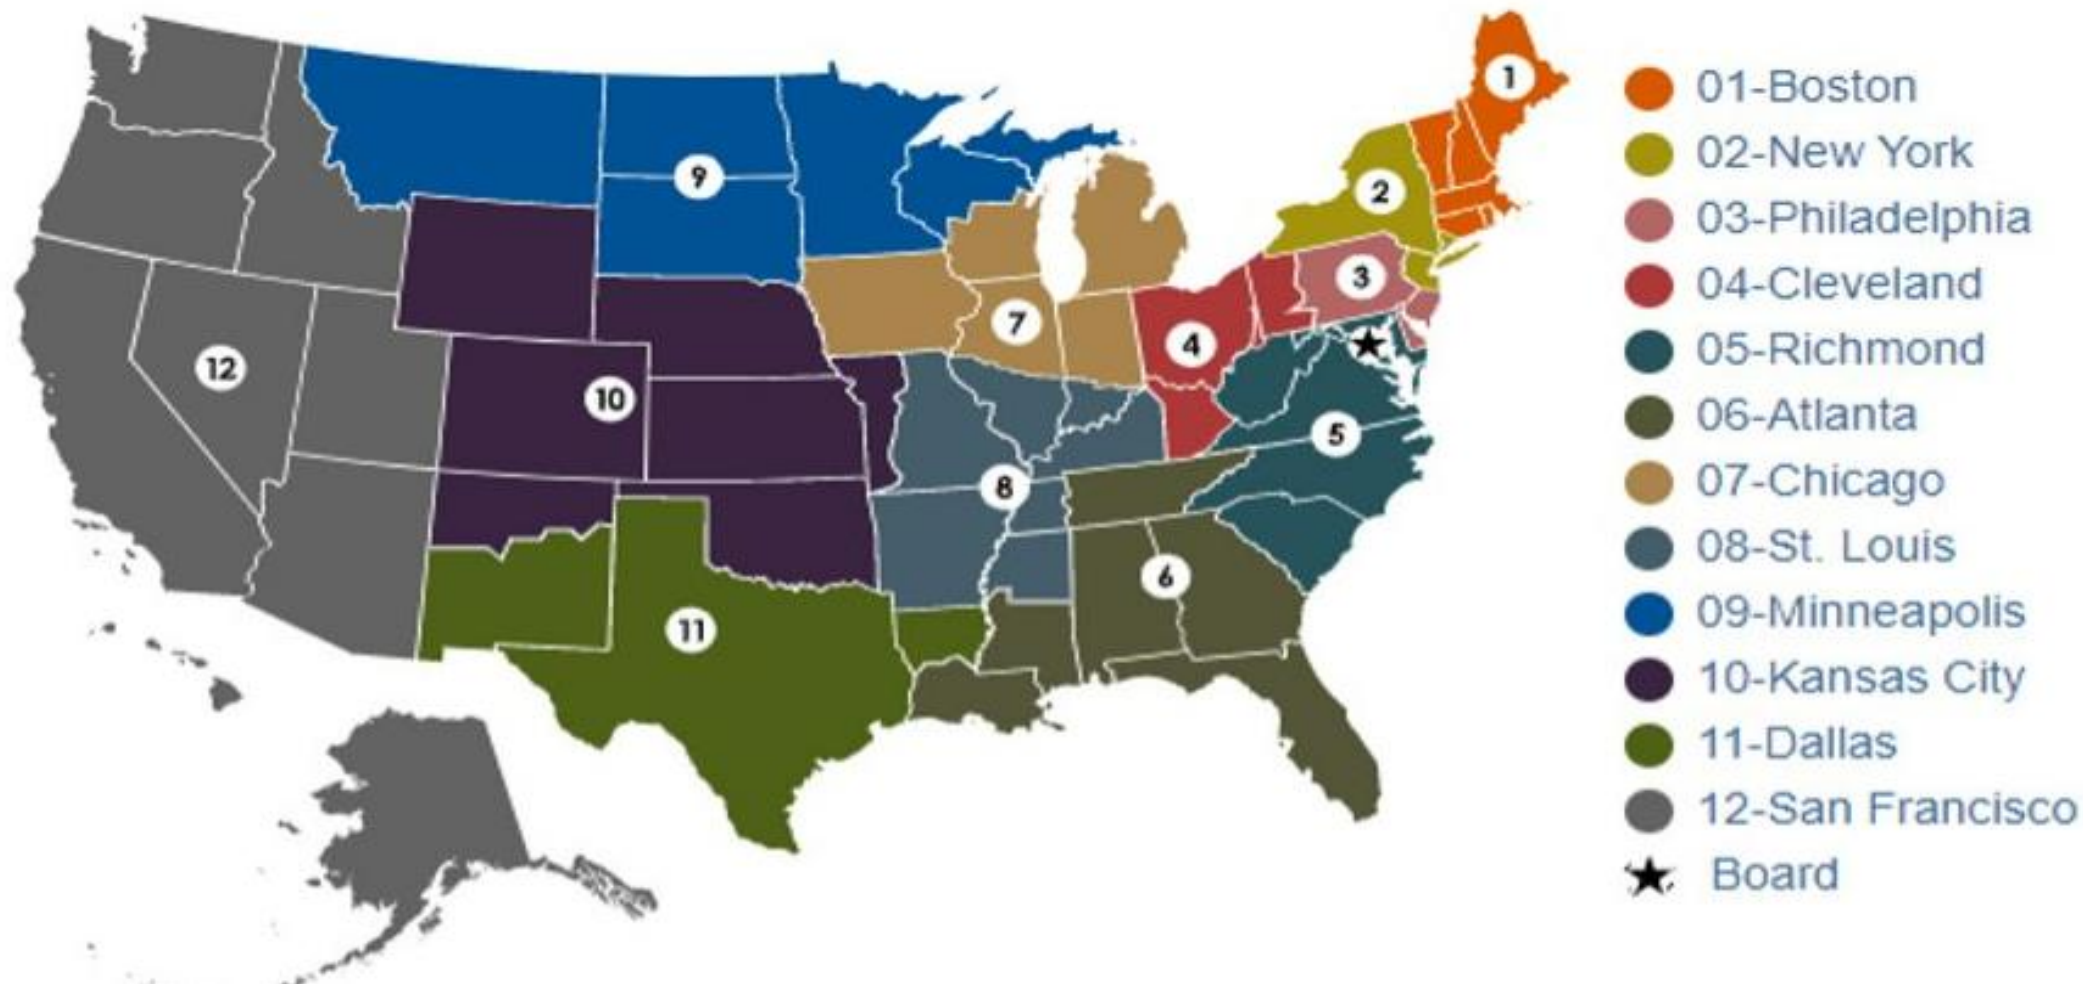 1
2
3
4
5
6
7
8
9
10
11
12
01-Boston
02-New York
03-Philadelphia
04-Cleveland
05-Richmond
06-Atlanta
07-Chicago
08-St. Louis
09-Minneapolis
10-Kansas City
11-Dallas
12-San Francisco
Board